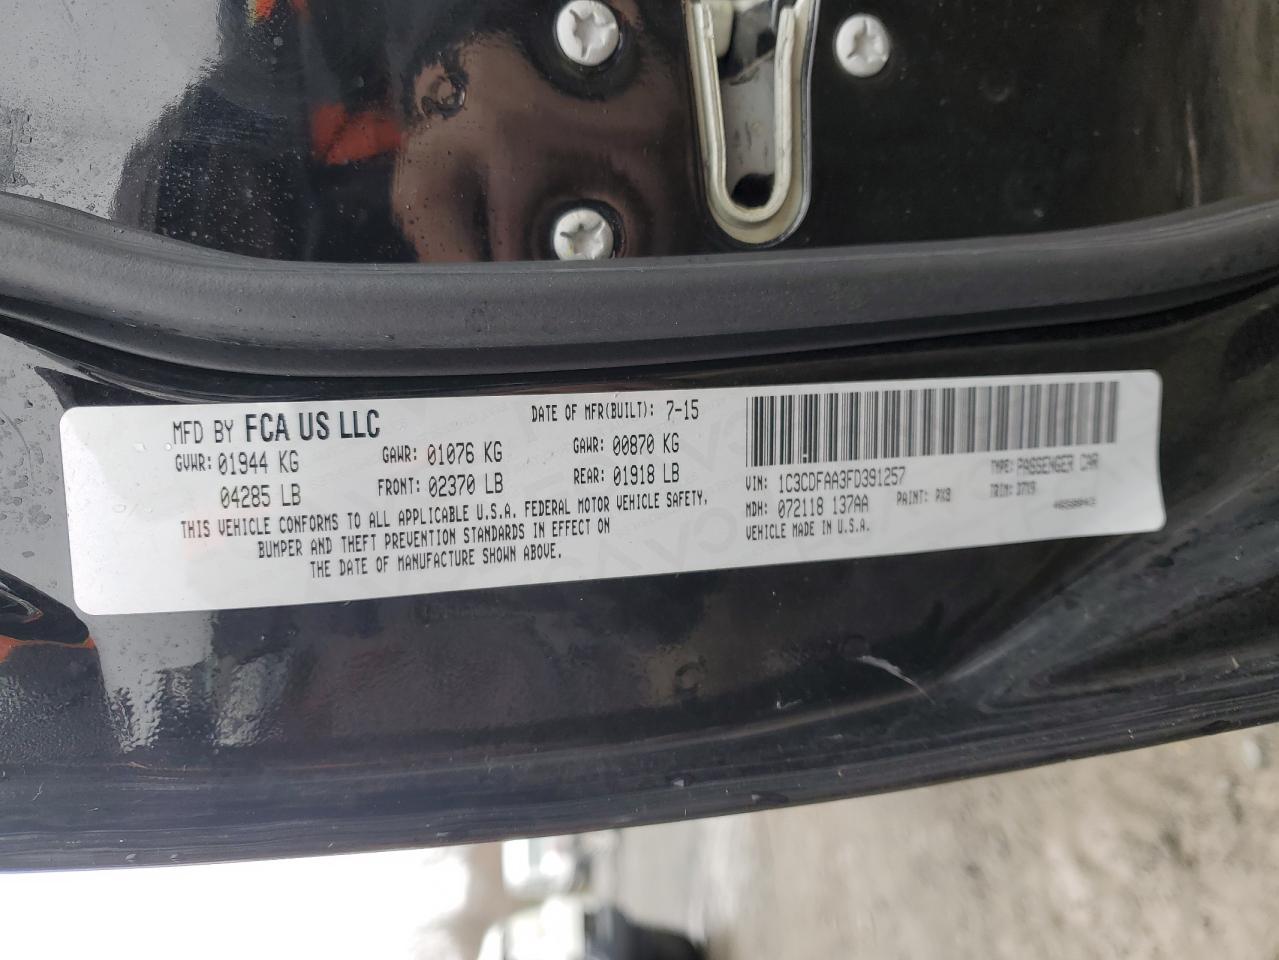 MFD BY FCA US LLC
DATE OF MFR(BUILT): 7-15
GVWR: 01944 KG
04285 LB
GAWR: 01076 KG
FRONT: 02370 LB
GAWR: 00870 KG
REAR: 01918 LB
THIS VEHICLE CONFORMS TO ALL APPLICABLE U.S.A. FEDERAL MOTOR VEHICLE SAFETY,
BUMPER AND THEFT PREVENTION STANDARDS IN EFFECT ON
THE DATE OF MANUFACTURE SHOWN ABOVE.
VIN: 1C3CDFAA3FD391257
TYPE: PASSENGER CAR
MDH: 072118 137AA
PAINT: PX8
TRIM: D7X9
VEHICLE MADE IN U.S.A.